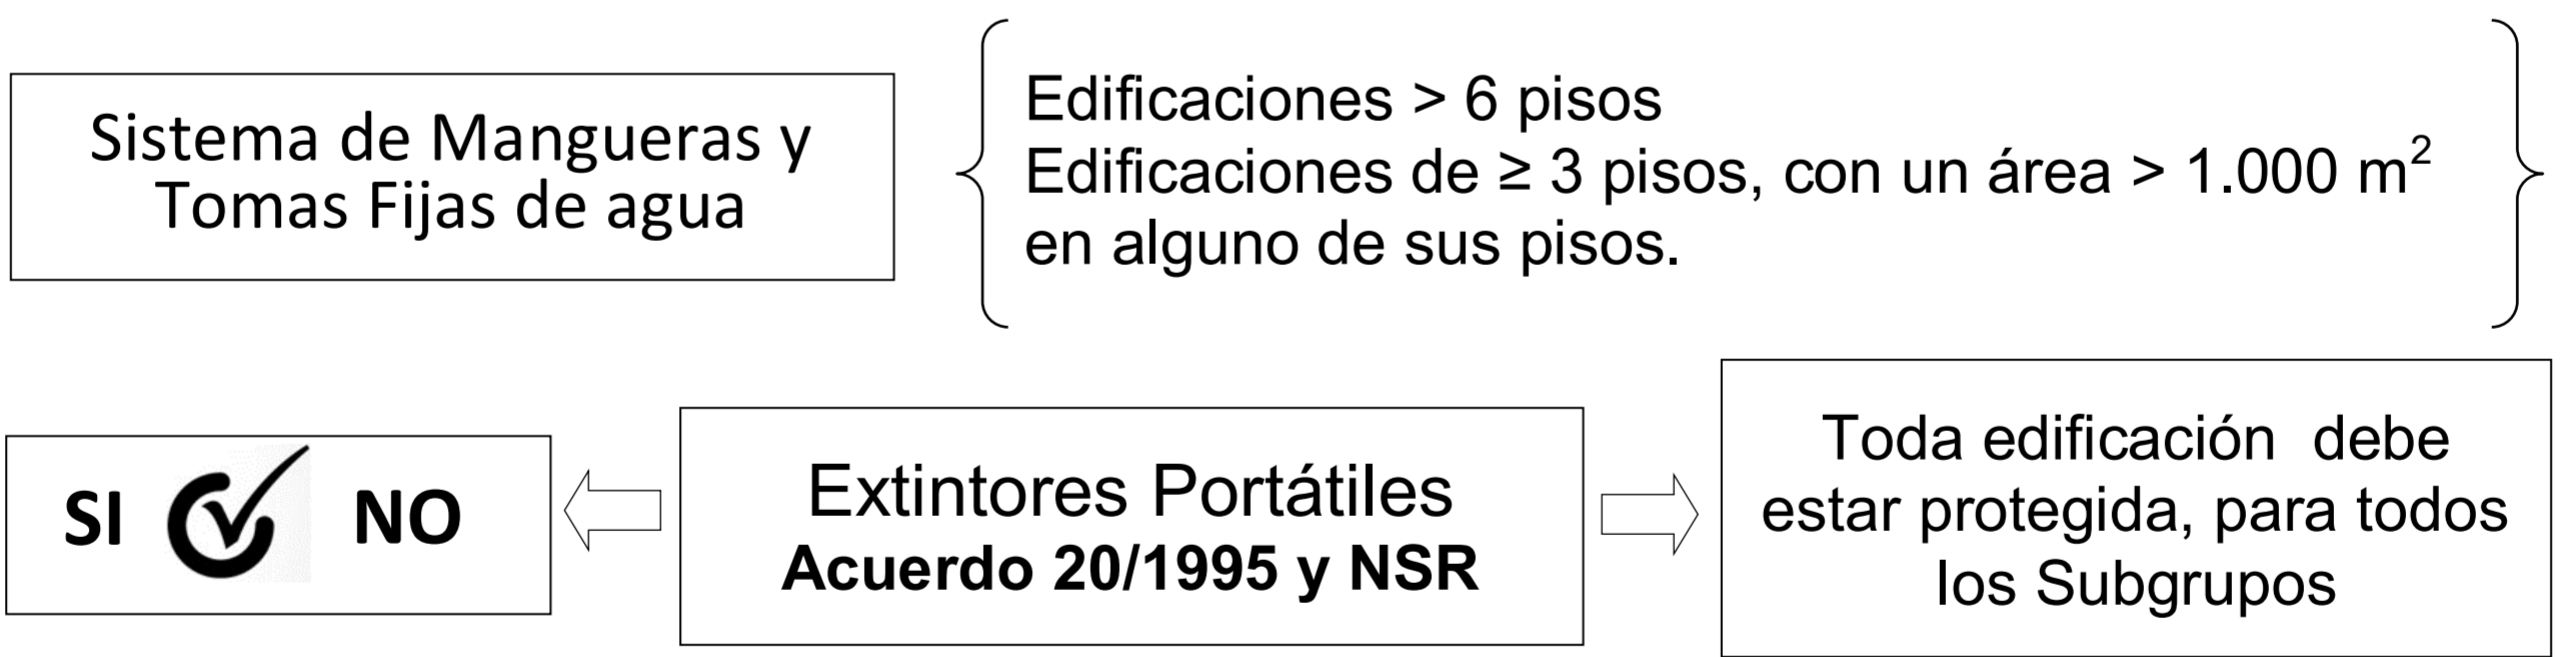 Sistema de Mangueras y
Tomas Fijas de agua
Edificaciones > 6 pisos
Edificaciones de ≥ 3 pisos, con un área > 1.000 m²
en alguno de sus pisos.
SI NO
Extintores Portátiles
Acuerdo 20/1995 y NSR
Toda edificación debe
estar protegida, para todos
los Subgrupos